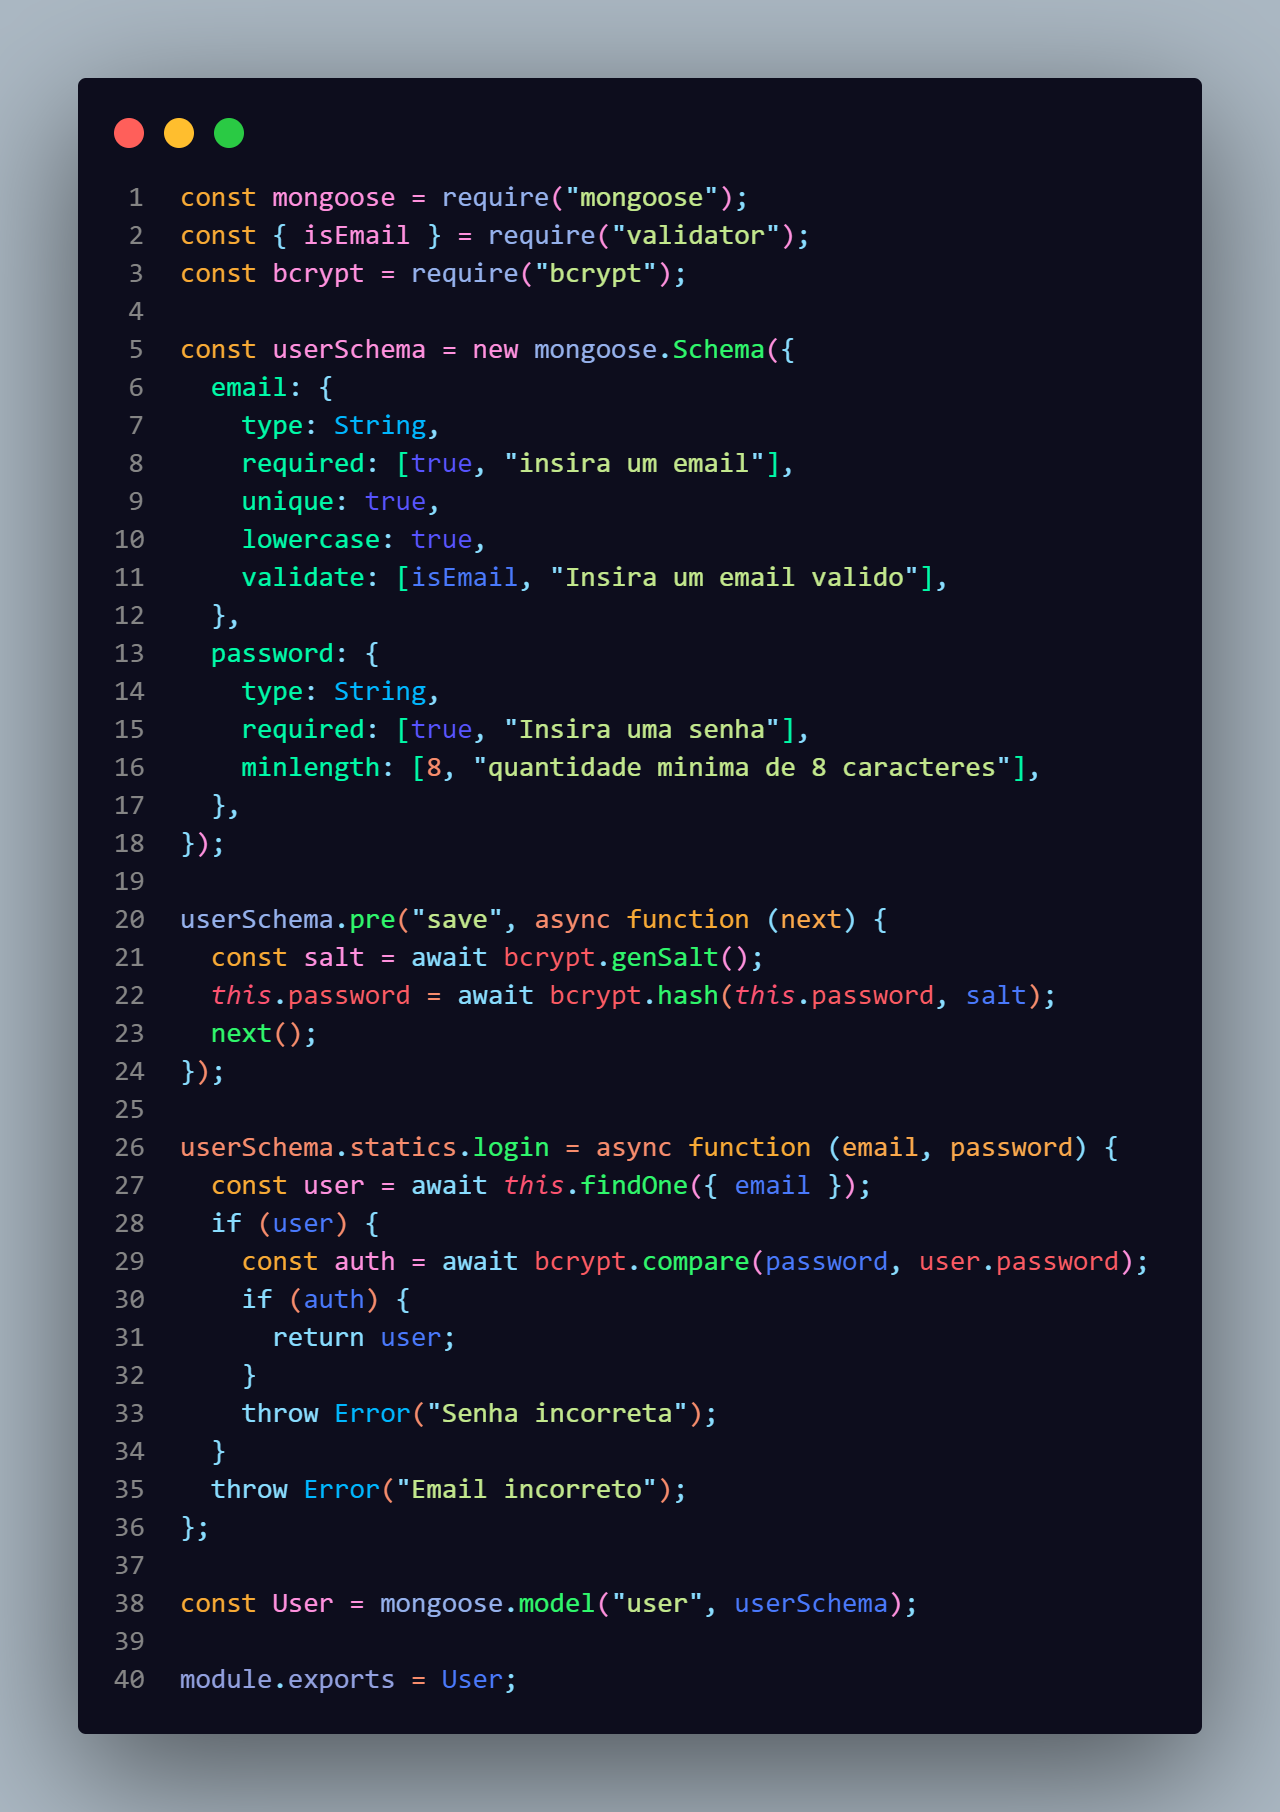 1 const mongoose = require("mongoose");
2 const { isEmail } = require("validator");
3 const bcrypt = require("bcrypt");
4
5 const userSchema = new mongoose.Schema({
6   email: {
7     type: String,
8     required: [true, "insira um email"],
9     unique: true,
10     lowercase: true,
11     validate: [isEmail, "Insira um email valido"],
12   },
13   password: {
14     type: String,
15     required: [true, "Insira uma senha"],
16     minlength: [8, "quantidade minima de 8 caracteres"],
17   },
18 });
19
20 userSchema.pre("save", async function (next) {
21   const salt = await bcrypt.genSalt();
22   this.password = await bcrypt.hash(this.password, salt);
23   next();
24 });
25
26 userSchema.statics.login = async function (email, password) {
27   const user = await this.findOne({ email });
28   if (user) {
29     const auth = await bcrypt.compare(password, user.password);
30     if (auth) {
31       return user;
32     }
33     throw Error("Senha incorreta");
34   }
35   throw Error("Email incorreto");
36 };
37
38 const User = mongoose.model("user", userSchema);
39
40 module.exports = User;